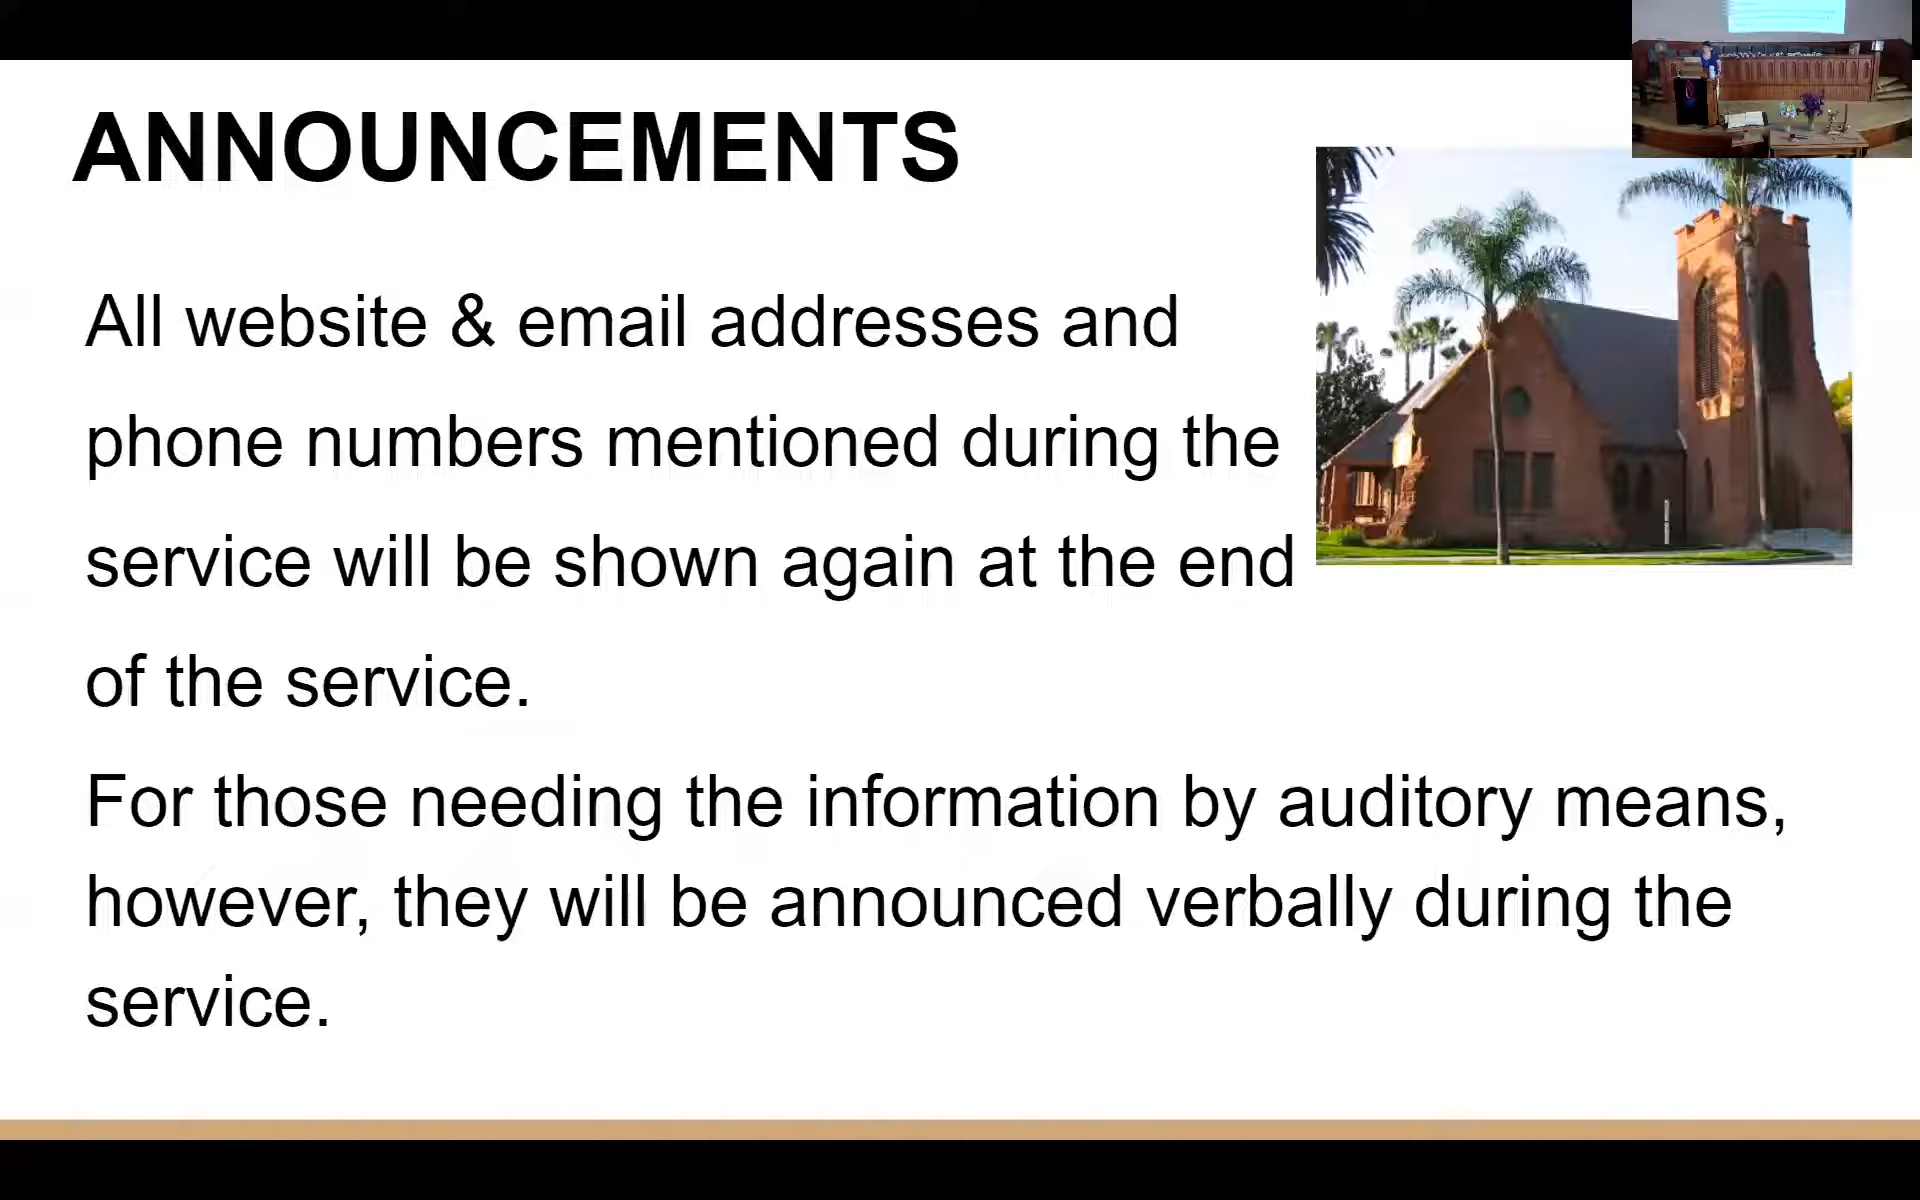 ANNOUNCEMENTS
All website & email addresses and
phone numbers mentioned during the
service will be shown again at the end
of the service.
For those needing the information by auditory means,
however, they will be announced verbally during the
service.